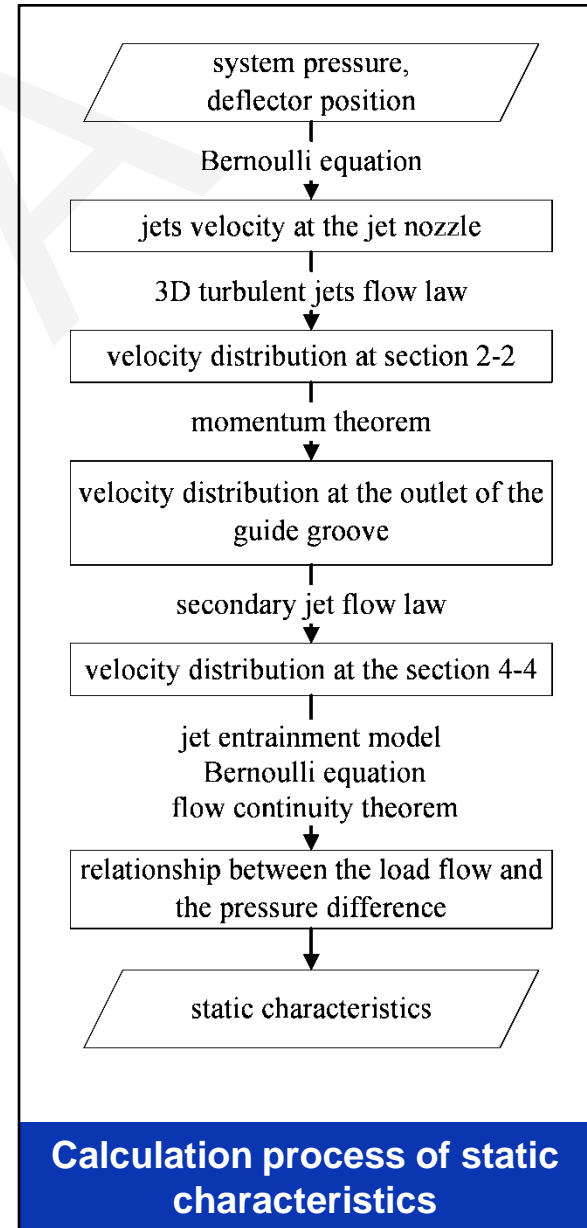 system pressure,
deflector position
Bernoulli equation
jets velocity at the jet nozzle
3D turbulent jets flow law
velocity distribution at section 2-2
momentum theorem
velocity distribution at the outlet of the
guide groove
secondary jet flow law
velocity distribution at the section 4-4
jet entrainment model
Bernoulli equation
flow continuity theorem
relationship between the load flow and
the pressure difference
static characteristics
Calculation process of static
characteristics